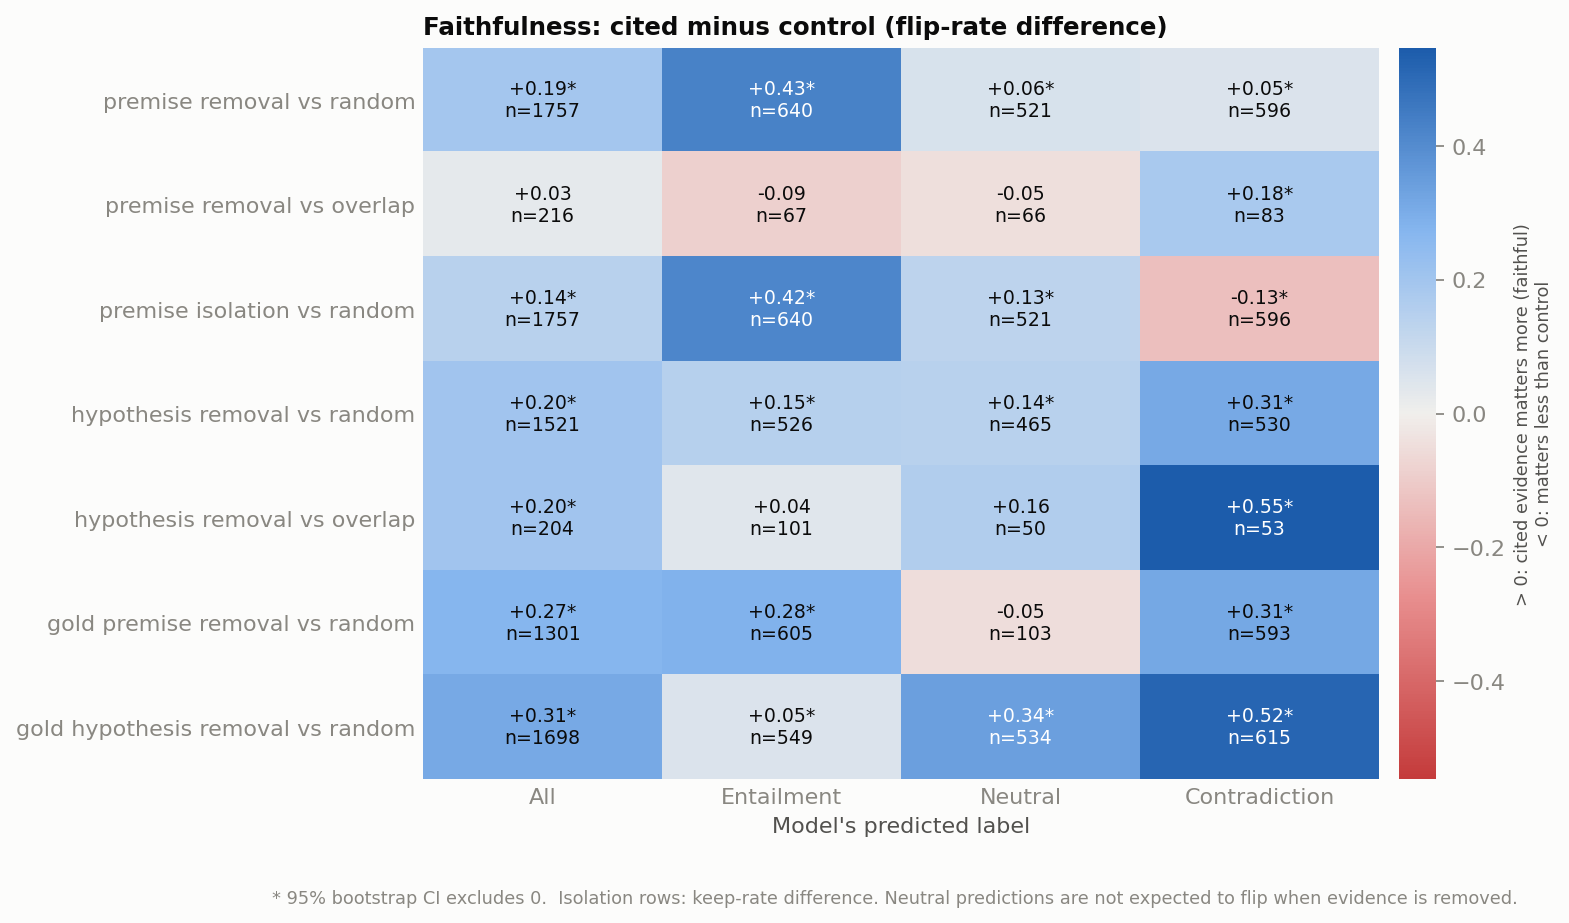 Faithfulness: cited minus control (flip-rate difference)
premise removal vs random
+0.19*
n=1757
+0.43*
n=640
+0.06*
n=521
+0.05*
n=596
premise removal vs overlap
+0.03
n=216
-0.09
n=67
-0.05
n=66
+0.18*
n=83
premise isolation vs random
+0.14*
n=1757
+0.42*
n=640
+0.13*
n=521
-0.13*
n=596
hypothesis removal vs random
+0.20*
n=1521
+0.15*
n=526
+0.14*
n=465
+0.31*
n=530
hypothesis removal vs overlap
+0.20*
n=204
+0.04
n=101
+0.16
n=50
+0.55*
n=53
gold premise removal vs random
+0.27*
n=1301
+0.28*
n=605
-0.05
n=103
+0.31*
n=593
gold hypothesis removal vs random
+0.31*
n=1698
+0.05*
n=549
+0.34*
n=534
+0.52*
n=615
All
Entailment
Neutral
Contradiction
Model's predicted label
0.4
0.2
0.0
−0.2
−0.4
> 0: cited evidence matters more (faithful)
< 0: matters less than control
* 95% bootstrap CI excludes 0.  Isolation rows: keep-rate difference. Neutral predictions are not expected to flip when evidence is removed.